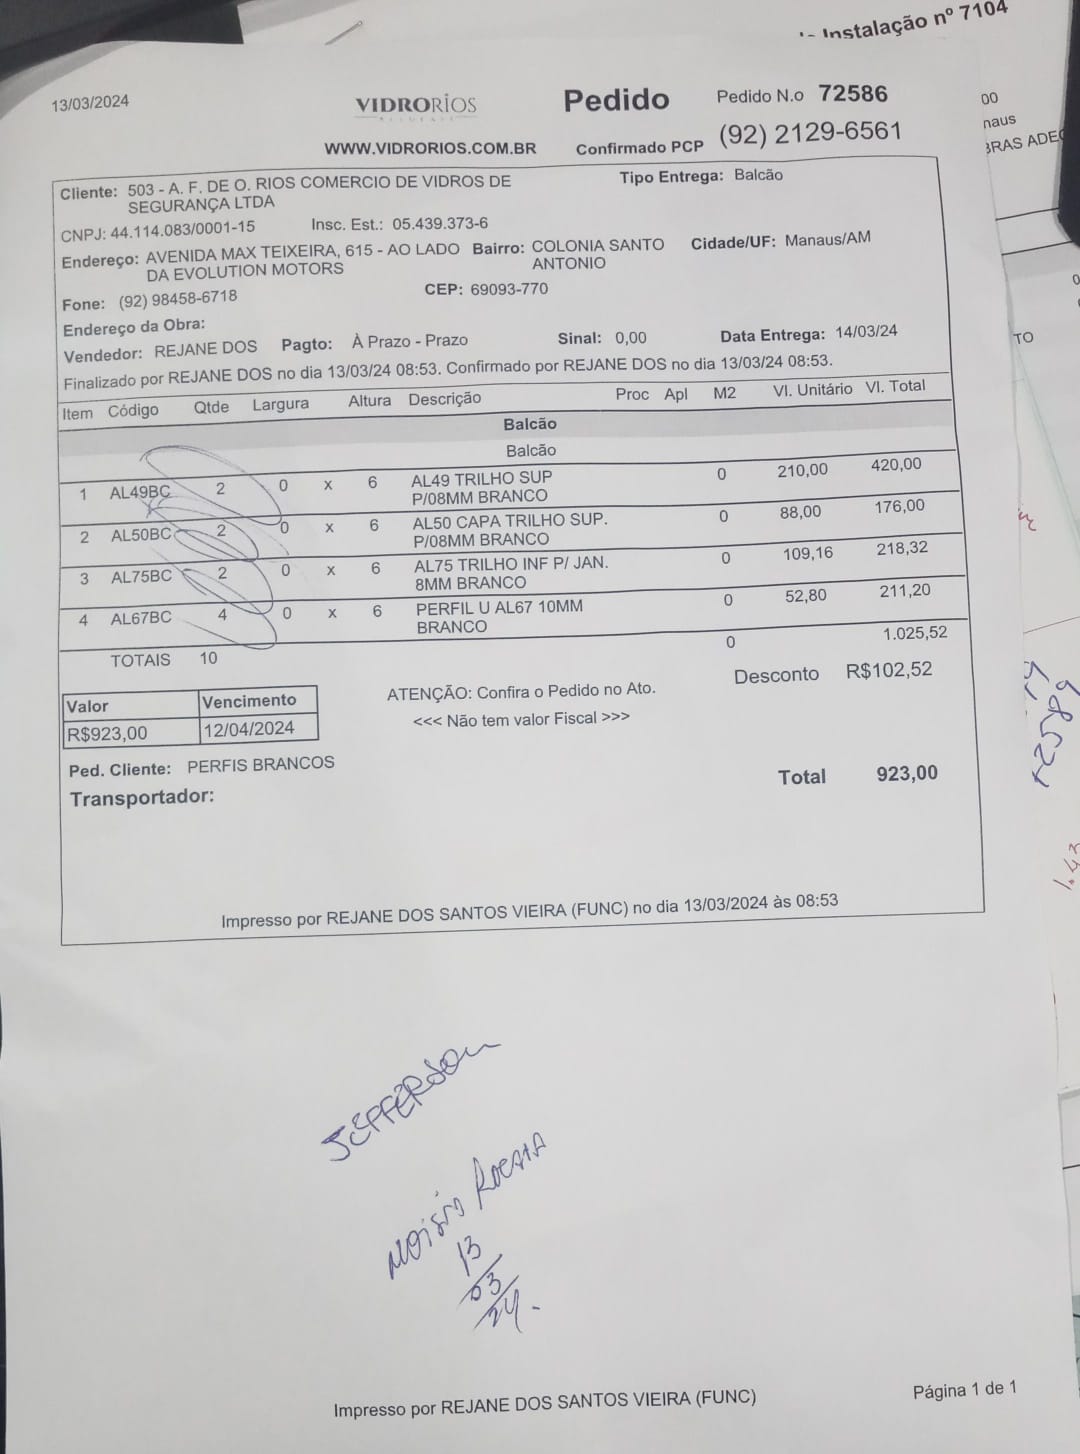 Instalação nº 7104
13/03/2024
VIDRORIOS
Pedido
Pedido N.o 72586
WWW.VIDRORIOS.COM.BR
Confirmado PCP
(92) 2129-6561
00
naus
BRAS ADEQ
Cliente: 503 - A. F. DE O. RIOS COMERCIO DE VIDROS DE
SEGURANÇA LTDA
Tipo Entrega: Balcão
CNPJ: 44.114.083/0001-15 Insc. Est.: 05.439.373-6
Endereço: AVENIDA MAX TEIXEIRA, 615 - AO LADO
DA EVOLUTION MOTORS
Bairro: COLONIA SANTO
ANTONIO
Cidade/UF: Manaus/AM
Fone: (92) 98458-6718
CEP: 69093-770
Endereço da Obra:
Vendedor: REJANE DOS Pagto: À Prazo - Prazo Sinal: 0,00 Data Entrega: 14/03/24
TO
Finalizado por REJANE DOS no dia 13/03/24 08:53. Confirmado por REJANE DOS no dia 13/03/24 08:53.
Item Código Qtde Largura Altura Descrição Proc Apl M2 Vl. Unitário Vl. Total
Balcão
Balcão
1 AL49BC 2 0 x 6 AL49 TRILHO SUP 0 210,00 420,00
P/08MM BRANCO
2 AL50BC 2 0 x 6 AL50 CAPA TRILHO SUP. 0 88,00 176,00
P/08MM BRANCO
3 AL75BC 2 0 x 6 AL75 TRILHO INF P/ JAN. 0 109,16 218,32
8MM BRANCO
4 AL67BC 4 0 x 6 PERFIL U AL67 10MM 0 52,80 211,20
BRANCO
TOTAIS 10 0 1.025,52
Desconto R$102,52
Valor Vencimento
R$923,00 12/04/2024
ATENÇÃO: Confira o Pedido no Ato.
<<< Não tem valor Fiscal >>>
Ped. Cliente: PERFIS BRANCOS
Total 923,00
Transportador:
Impresso por REJANE DOS SANTOS VIEIRA (FUNC) no dia 13/03/2024 às 08:53
JEFFERSON
MOISÉS ROCHA
13
03
24.
Impresso por REJANE DOS SANTOS VIEIRA (FUNC)
Página 1 de 1